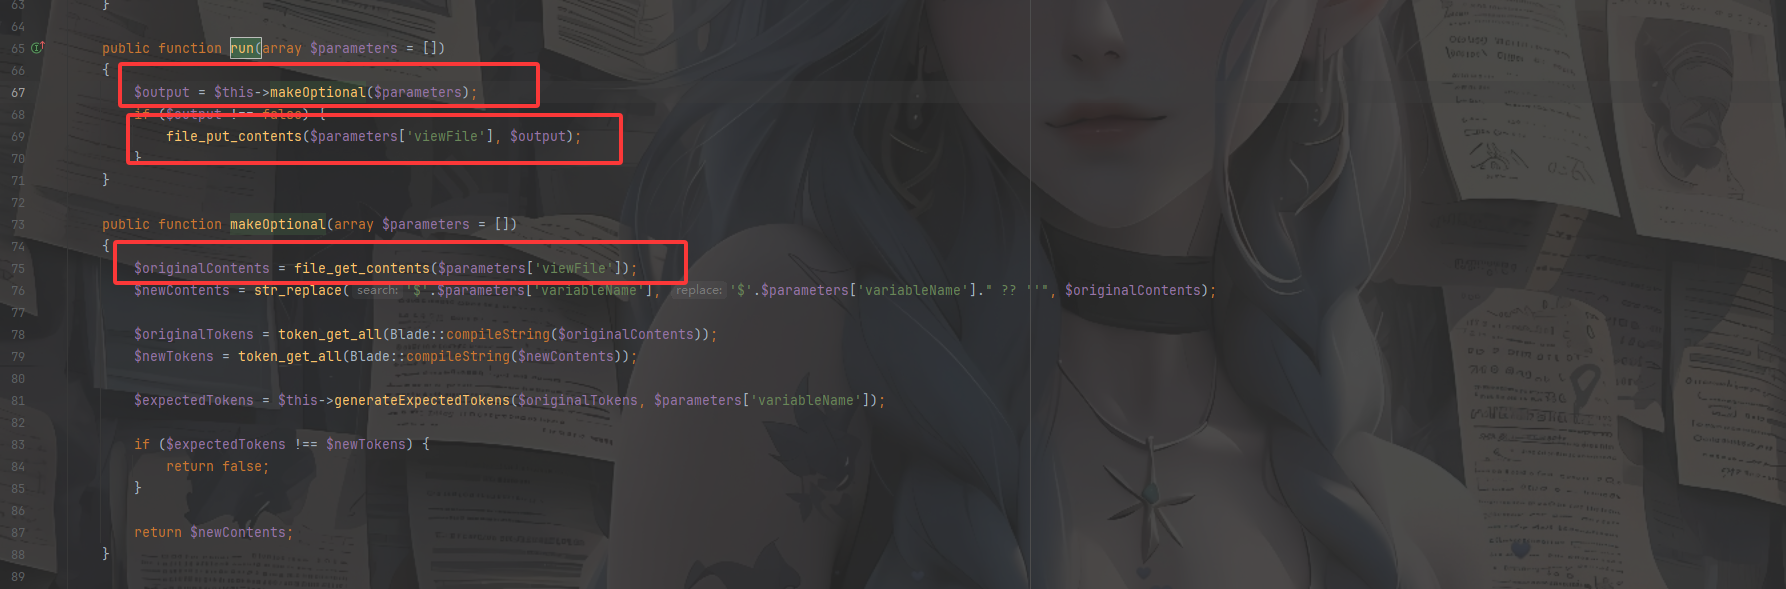 63 }
64
65 public function run(array $parameters = [])
66 {
67 $output = $this->makeOptional($parameters);
68 if ($output !== false) {
69 file_put_contents($parameters['viewFile'], $output);
70 }
71 }
72
73 public function makeOptional(array $parameters = [])
74 {
75 $originalContents = file_get_contents($parameters['viewFile']);
76 $newContents = str_replace( search: '$'.$parameters['variableName'], replace: '$'.$parameters['variableName']." ?? ''", $originalContents);
77
78 $originalTokens = token_get_all(Blade::compileString($originalContents));
79 $newTokens = token_get_all(Blade::compileString($newContents));
80
81 $expectedTokens = $this->generateExpectedTokens($originalTokens, $parameters['variableName']);
82
83 if ($expectedTokens !== $newTokens) {
84 return false;
85 }
86
87 return $newContents;
88 }
89